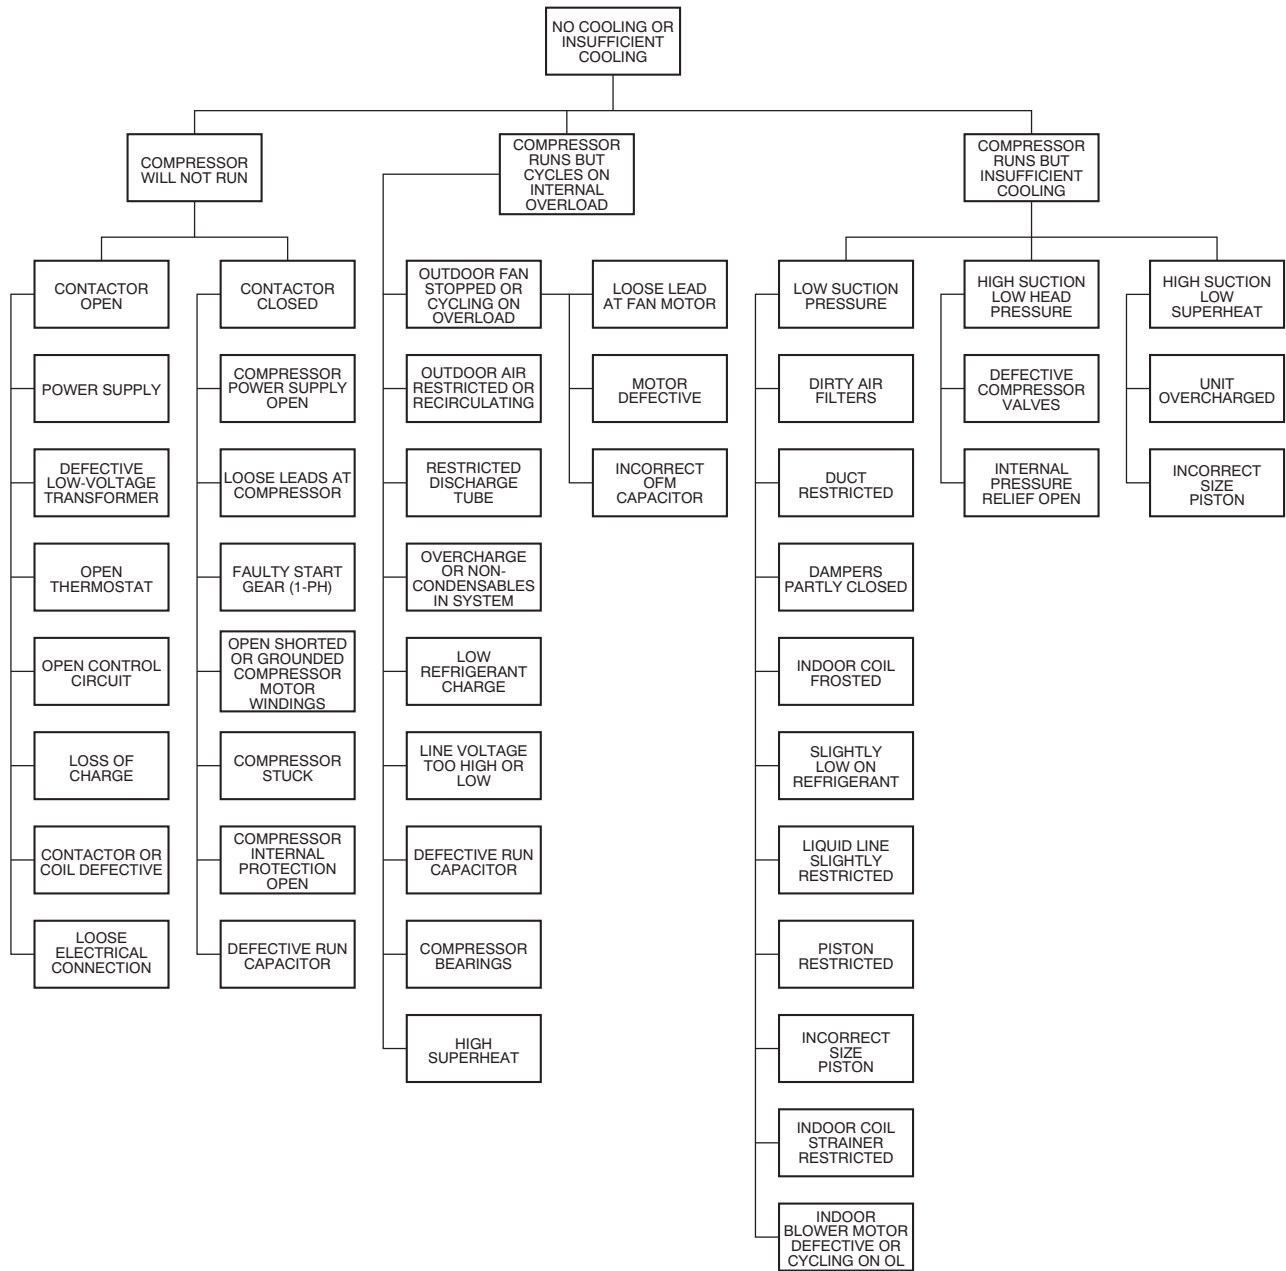 NO COOLING OR
INSUFFICIENT
COOLING
COMPRESSOR
WILL NOT RUN
COMPRESSOR
RUNS BUT
CYCLES ON
INTERNAL
OVERLOAD
COMPRESSOR
RUNS BUT
INSUFFICIENT
COOLING
CONTACTOR
OPEN
POWER SUPPLY
DEFECTIVE
LOW-VOLTAGE
TRANSFORMER
OPEN
THERMOSTAT
OPEN CONTROL
CIRCUIT
LOSS OF
CHARGE
CONTACTOR OR
COIL DEFECTIVE
LOOSE
ELECTRICAL
CONNECTION
CONTACTOR
CLOSED
COMPRESSOR
POWER SUPPLY
OPEN
LOOSE LEADS AT
COMPRESSOR
FAULTY START
GEAR (1-PH)
OPEN SHORTED
OR GROUNDED
COMPRESSOR
MOTOR
WINDINGS
COMPRESSOR
STUCK
COMPRESSOR
INTERNAL
PROTECTION
OPEN
DEFECTIVE RUN
CAPACITOR
OUTDOOR FAN
STOPPED OR
CYCLING ON
OVERLOAD
OUTDOOR AIR
RESTRICTED OR
RECIRCULATING
RESTRICTED
DISCHARGE
TUBE
OVERCHARGE
OR NON-
CONDENSABLES
IN SYSTEM
LOW
REFRIGERANT
CHARGE
LINE VOLTAGE
TOO HIGH OR
LOW
DEFECTIVE RUN
CAPACITOR
COMPRESSOR
BEARINGS
HIGH
SUPERHEAT
LOOSE LEAD
AT FAN MOTOR
MOTOR
DEFECTIVE
INCORRECT
OFM
CAPACITOR
LOW SUCTION
PRESSURE
DIRTY AIR
FILTERS
DUCT
RESTRICTED
DAMPERS
PARTLY CLOSED
INDOOR COIL
FROSTED
SLIGHTLY
LOW ON
REFRIGERANT
LIQUID LINE
SLIGHTLY
RESTRICTED
PISTON
RESTRICTED
INCORRECT
SIZE
PISTON
INDOOR COIL
STRAINER
RESTRICTED
INDOOR
BLOWER MOTOR
DEFECTIVE OR
CYCLING ON OL
HIGH SUCTION
LOW HEAD
PRESSURE
DEFECTIVE
COMPRESSOR
VALVES
INTERNAL
PRESSURE
RELIEF OPEN
HIGH SUCTION
LOW
SUPERHEAT
UNIT
OVERCHARGED
INCORRECT
SIZE
PISTON